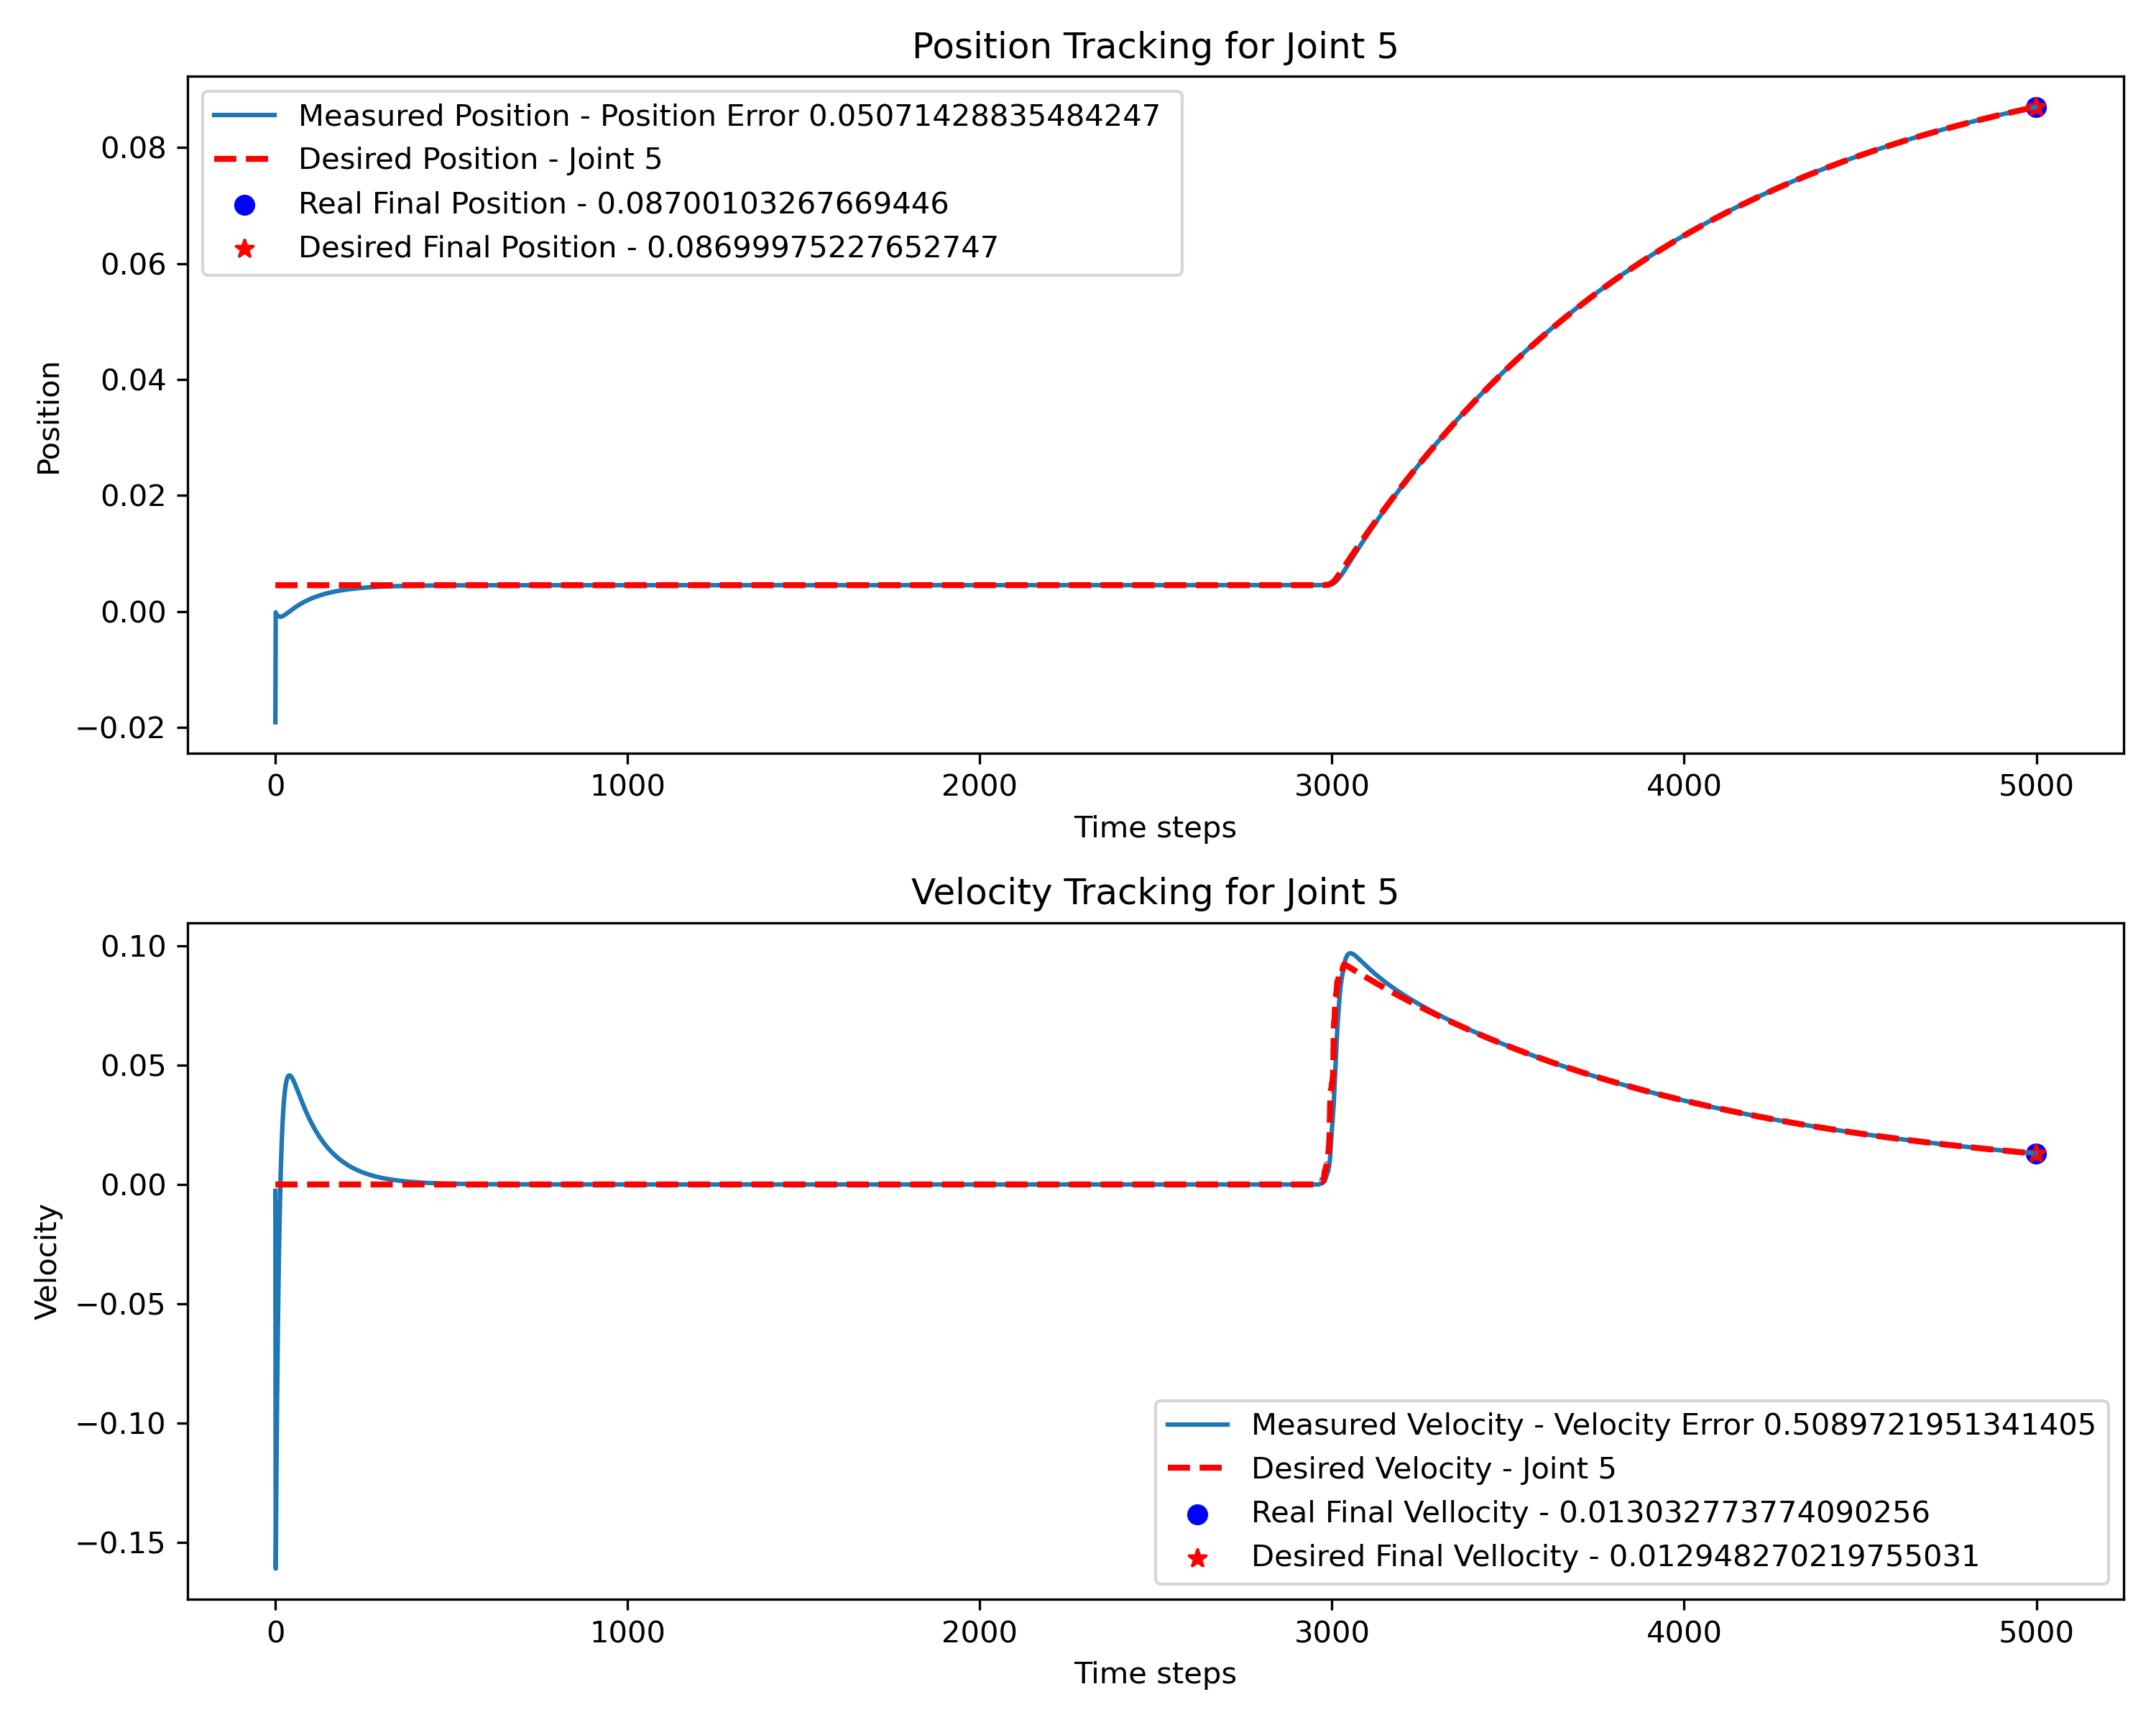 Position Tracking for Joint 5
Measured Position - Position Error 0.05071428835484247
Desired Position - Joint 5
Real Final Position - 0.08700103267669446
Desired Final Position - 0.08699975227652747
0.08
0.06
0.04
0.02
0.00
−0.02
Position
0 1000 2000 3000 4000 5000
Time steps
Velocity Tracking for Joint 5
0.10
0.05
0.00
−0.05
−0.10
−0.15
Velocity
Measured Velocity - Velocity Error 0.5089721951341405
Desired Velocity - Joint 5
Real Final Vellocity - 0.013032773774090256
Desired Final Vellocity - 0.012948270219755031
0 1000 2000 3000 4000 5000
Time steps